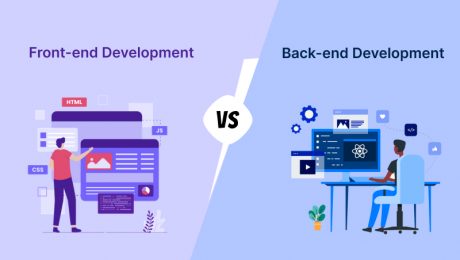 Front-end Development
Back-end Development
HTML
JS
CSS
VS
</>